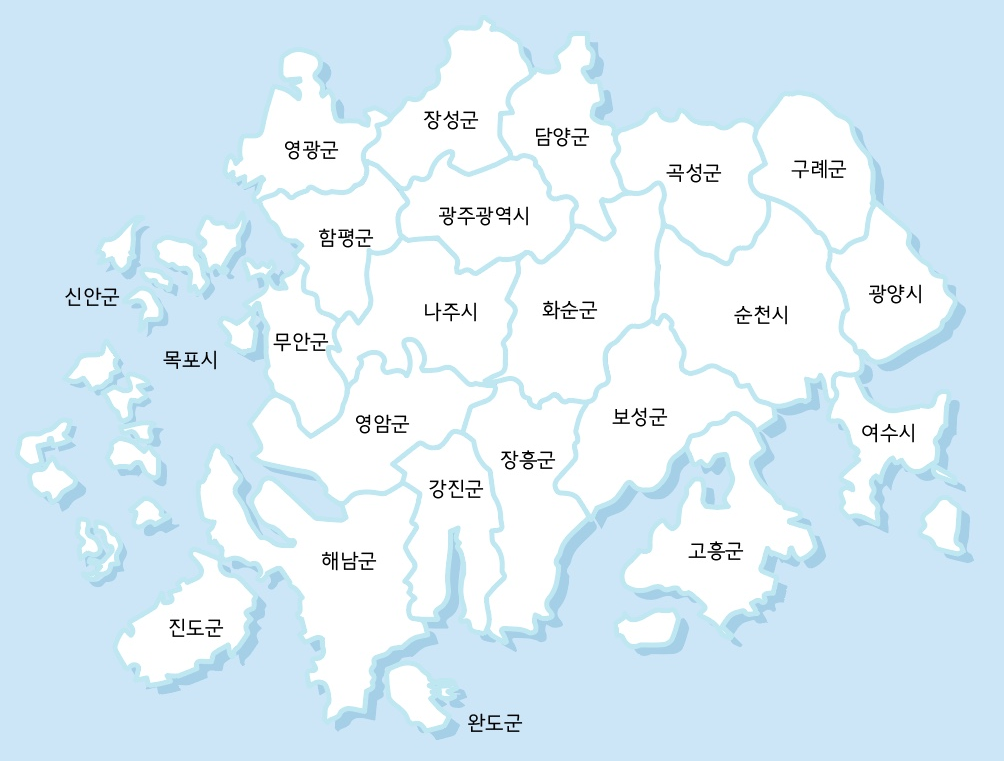 장성군
담양군
영광군
곡성군
구례군
광주광역시
함평군
신안군
나주시
화순군
순천시
광양시
무안군
목포시
영암군
보성군
여수시
장흥군
강진군
고흥군
해남군
진도군
완도군